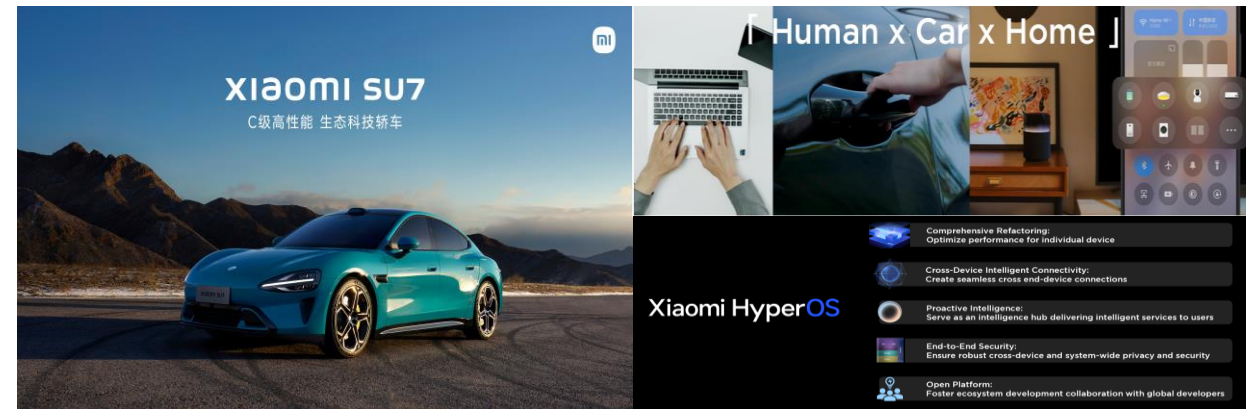 mi
XIAOMI SU7
C级高性能 生态科技轿车
XIAOMI SU7
「 Human x Car x Home 」
Comprehensive Refactoring:
Optimize performance for individual device
Cross-Device Intelligent Connectivity:
Create seamless cross end-device connections
Xiaomi HyperOS
Proactive Intelligence:
Serve as an intelligence hub delivering intelligent services to users
End-to-End Security:
Ensure robust cross-device and system-wide privacy and security
Open Platform:
Foster ecosystem development collaboration with global developers